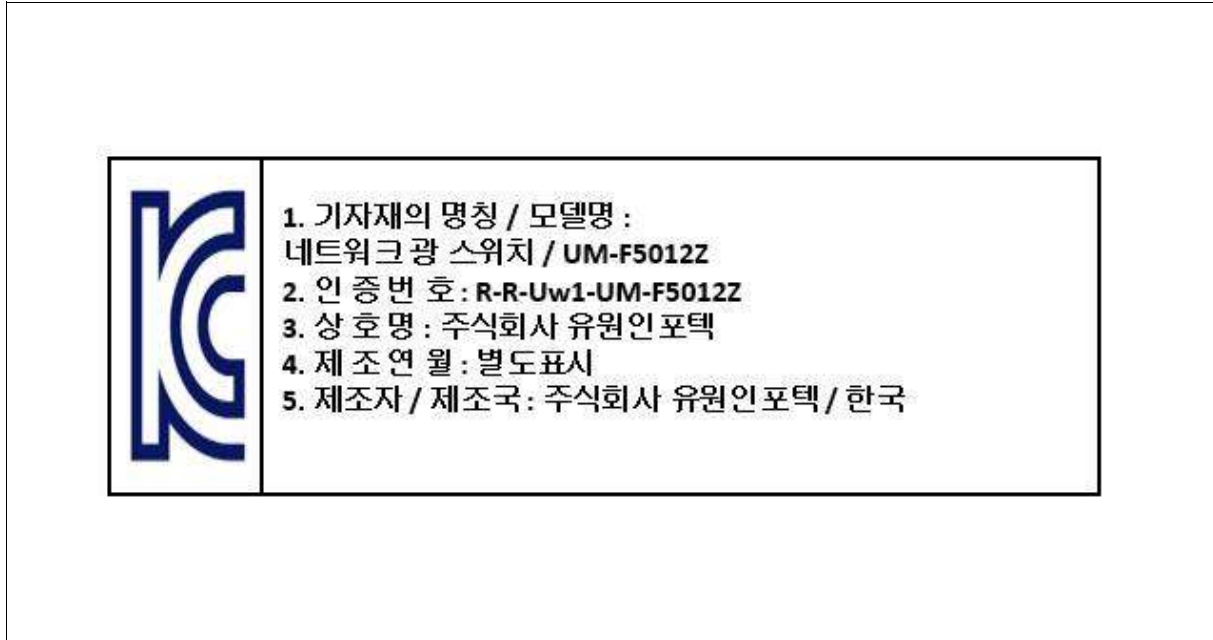 KC
1. 기자재의 명칭 / 모델명 :
네트워크 광 스위치 / UM-F5012Z
2. 인 증 번 호 : R-R-Uw1-UM-F5012Z
3. 상 호 명 : 주식회사 유원인포텍
4. 제 조 연 월 : 별도표시
5. 제조자 / 제조국 : 주식회사 유원인포텍 / 한국